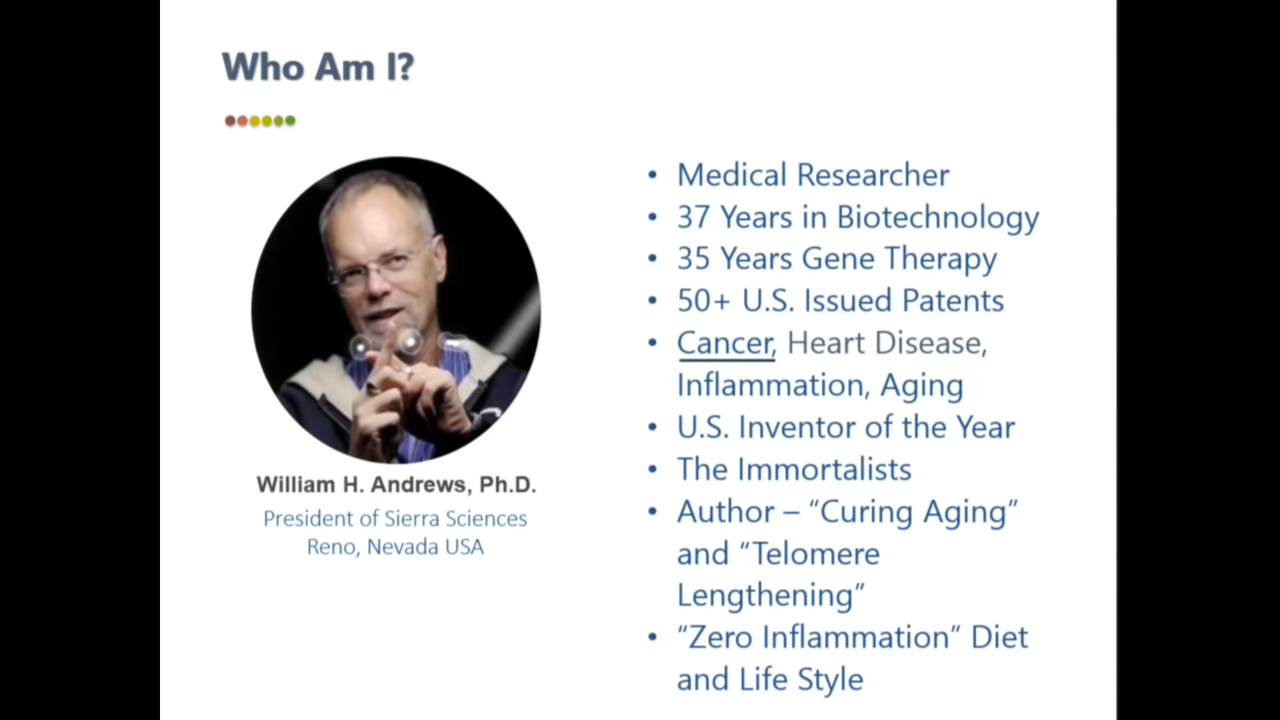 Who Am I?
William H. Andrews, Ph.D.
President of Sierra Sciences
Reno, Nevada USA
• Medical Researcher
• 37 Years in Biotechnology
• 35 Years Gene Therapy
• 50+ U.S. Issued Patents
• Cancer, Heart Disease,
Inflammation, Aging
• U.S. Inventor of the Year
• The Immortalists
• Author – “Curing Aging”
and “Telomere
Lengthening”
• “Zero Inflammation” Diet
and Life Style